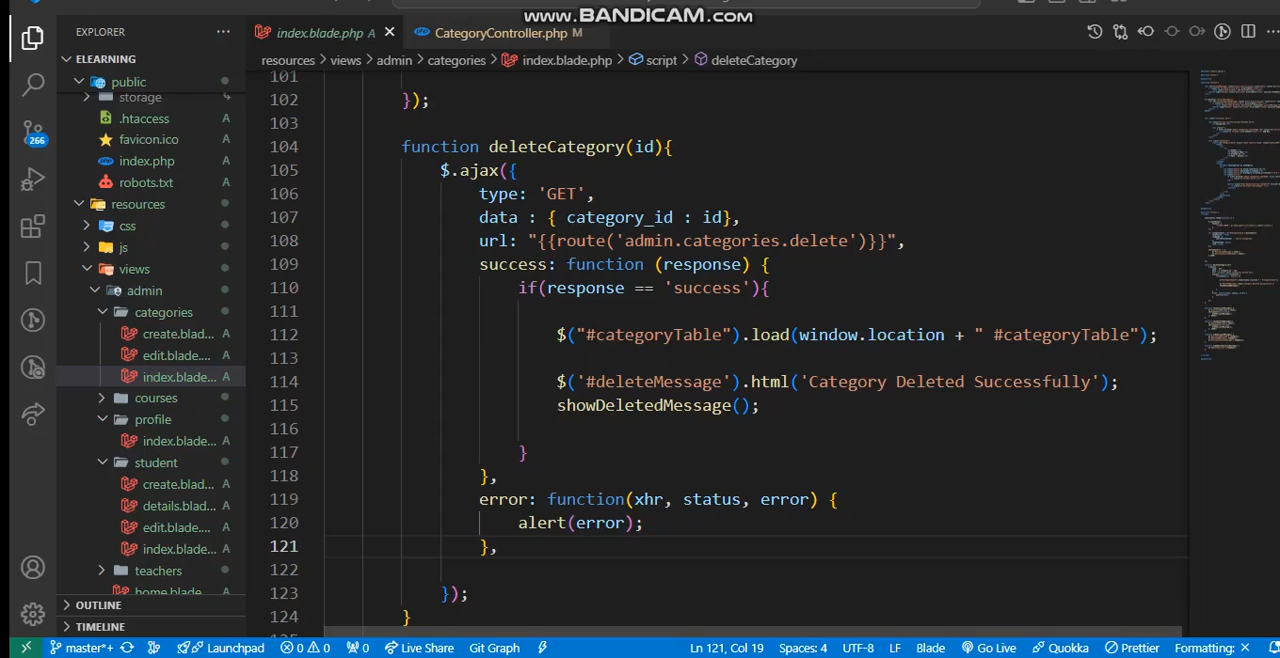 www.BANDICAM.com
EXPLORER
index.blade.php A
CategoryController.php M
ELEARNING
resources views admin categories index.blade.php script deleteCategory
public
storage
.htaccess A
favicon.ico A
index.php A
robots.txt A
resources
css
js
views
admin
categories
create.blad... A
edit.blade.... A
index.blade... A
courses
profile
index.blade... A
student
create.blad... A
details.blad... A
edit.blade.... A
index.blade... A
teachers
home.blade
OUTLINE
TIMELINE
266
101
102 });
103
104 function deleteCategory(id){
105 $.ajax({
106 type: 'GET',
107 data : { category_id : id},
108 url: "{{route('admin.categories.delete')}}",
109 success: function (response) {
110 if(response == 'success'){
111
112 $("#categoryTable").load(window.location + " #categoryTable");
113
114 $('#deleteMessage').html('Category Deleted Successfully');
115 showDeletedMessage();
116
117 }
118 },
119 error: function(xhr, status, error) {
120 alert(error);
121 },
122
123 });
124 }
master*+ Launchpad 0 0 0 Live Share Git Graph Ln 121, Col 19 Spaces: 4 UTF-8 LF Blade Go Live Quokka Prettier Formatting: ×